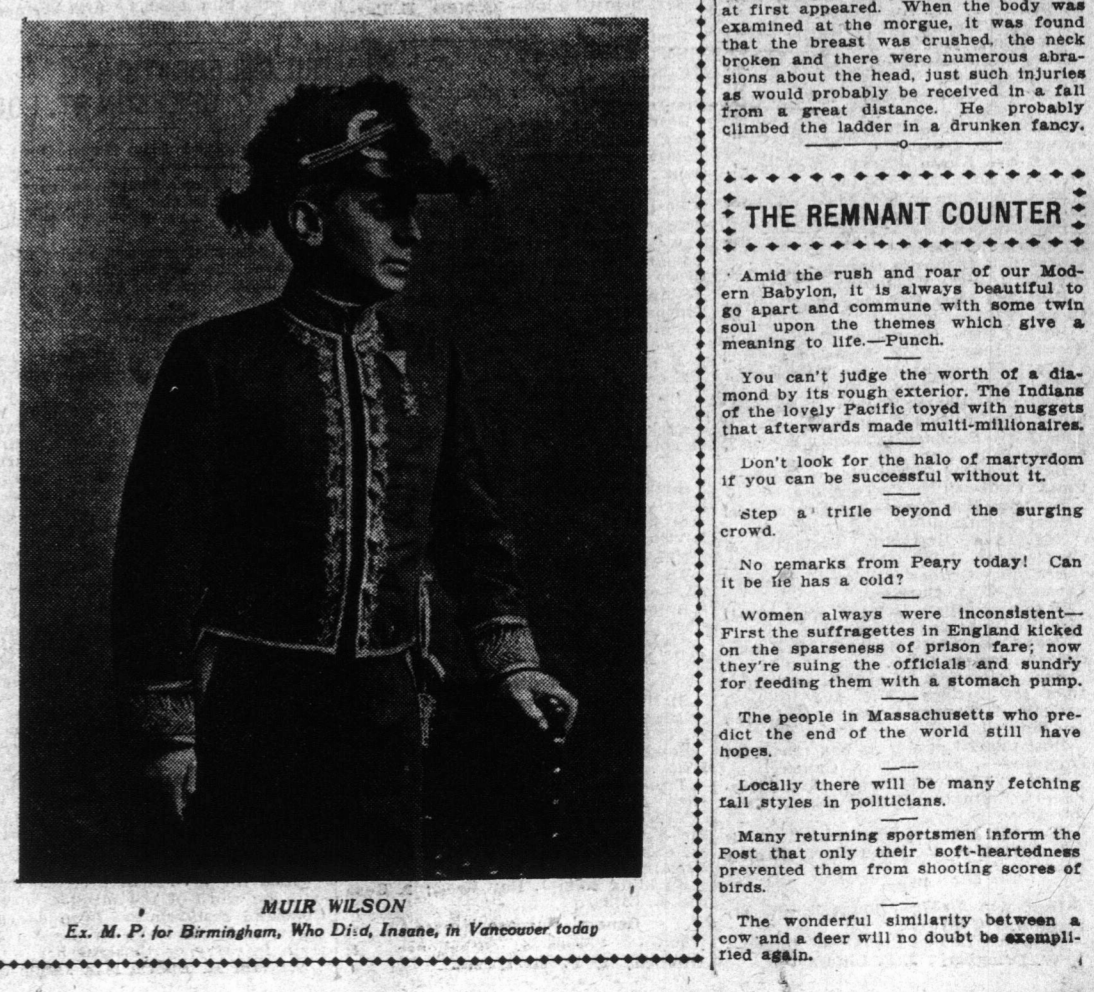 MUIR WILSON
Ex. M. P. for Birmingham, Who Died, Insane, in Vancouver today
at first appeared. When the body was
examined at the morgue, it was found
that the breast was crushed, the neck
broken and there were numerous abra-
sions about the head, just such injuries
as would probably be received in a fall
from a great distance. He probably
climbed the ladder in a drunken fancy.
THE REMNANT COUNTER
Amid the rush and roar of our Mod-
ern Babylon, it is always beautiful to
go apart and commune with some twin
soul upon the themes which give a
meaning to life.—Punch.
You can't judge the worth of a dia-
mond by its rough exterior. The Indians
of the lovely Pacific toyed with nuggets
that afterwards made multi-millionaires.
Don't look for the halo of martyrdom
if you can be successful without it.
Step a trifle beyond the surging
crowd.
No remarks from Peary today! Can
it be he has a cold?
Women always were inconsistent—
First the suffragettes in England kicked
on the sparseness of prison fare; now
they're suing the officials and sundry
for feeding them with a stomach pump.
The people in Massachusetts who pre-
dict the end of the world still have
hopes.
Locally there will be many fetching
fall styles in politicians.
Many returning sportsmen inform the
Post that only their soft-heartedness
prevented them from shooting scores of
birds.
The wonderful similarity between a
cow and a deer will no doubt be exempli-
fied again.